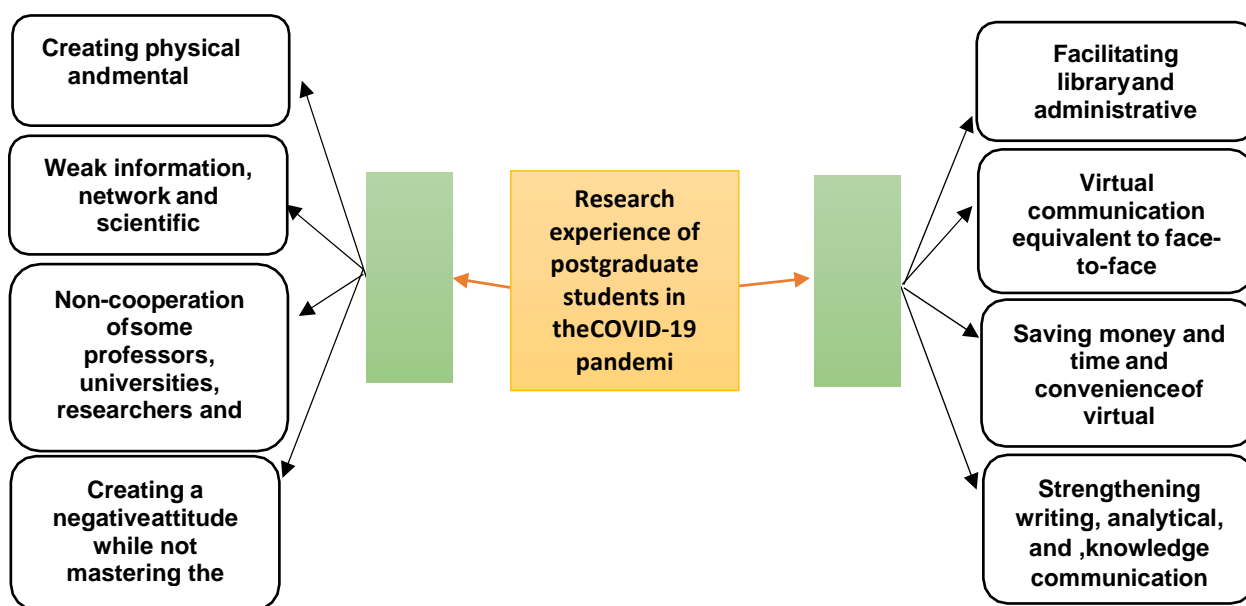 Creating physical
andmental
Weak information,
network and
scientific
Non-cooperation
ofsome
professors,
universities,
researchers and
Creating a
negativeattitude
while not
mastering the
Research
experience of
postgraduate
students in
theCOVID-19
pandemi
Facilitating
libraryand
administrative
Virtual
communication
equivalent to face-
to-face
Saving money and
time and
convenienceof
virtual
Strengthening
writing, analytical,
and ,knowledge
communication